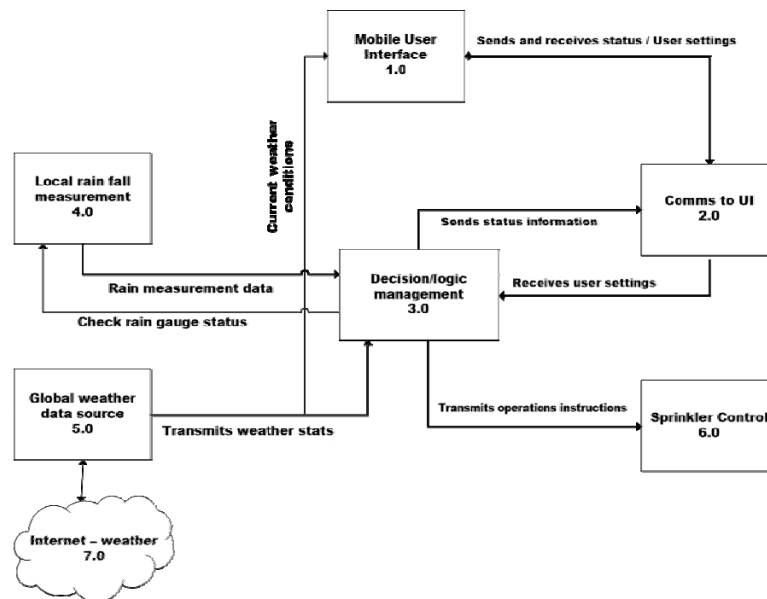 Mobile User
Interface
1.0
Sends and receives status / User settings
Current weather
conditions
Local rain fall
measurement
4.0
Comms to UI
2.0
Sends status information
Rain measurement data
Decision/logic
management
3.0
Receives user settings
Check rain gauge status
Global weather
data source
5.0
Transmits weather stats
Transmits operations instructions
Sprinkler Control
6.0
Internet – weather
7.0